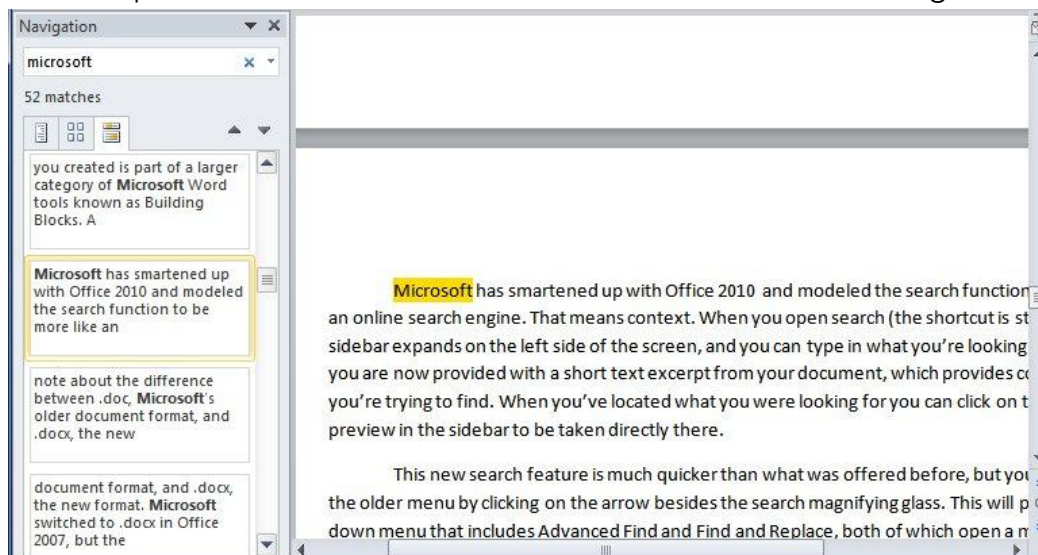 Navigation
microsoft
52 matches
you created is part of a larger
category of Microsoft Word
tools known as Building
Blocks. A
Microsoft has smartened up
with Office 2010 and modeled
the search function to be
more like an
note about the difference
between .doc, Microsoft's
older document format, and
.docx, the new
document format, and .docx,
the new format. Microsoft
switched to .docx in Office
2007, but the
Microsoft has smartened up with Office 2010 and modeled the search function
an online search engine. That means context. When you open search (the shortcut is st
sidebar expands on the left side of the screen, and you can type in what you're looking
you are now provided with a short text excerpt from your document, which provides co
you're trying to find. When you've located what you were looking for you can click on t
preview in the sidebar to be taken directly there.
This new search feature is much quicker than what was offered before, but you
the older menu by clicking on the arrow besides the search magnifying glass. This will p
down menu that includes Advanced Find and Find and Replace, both of which open a m